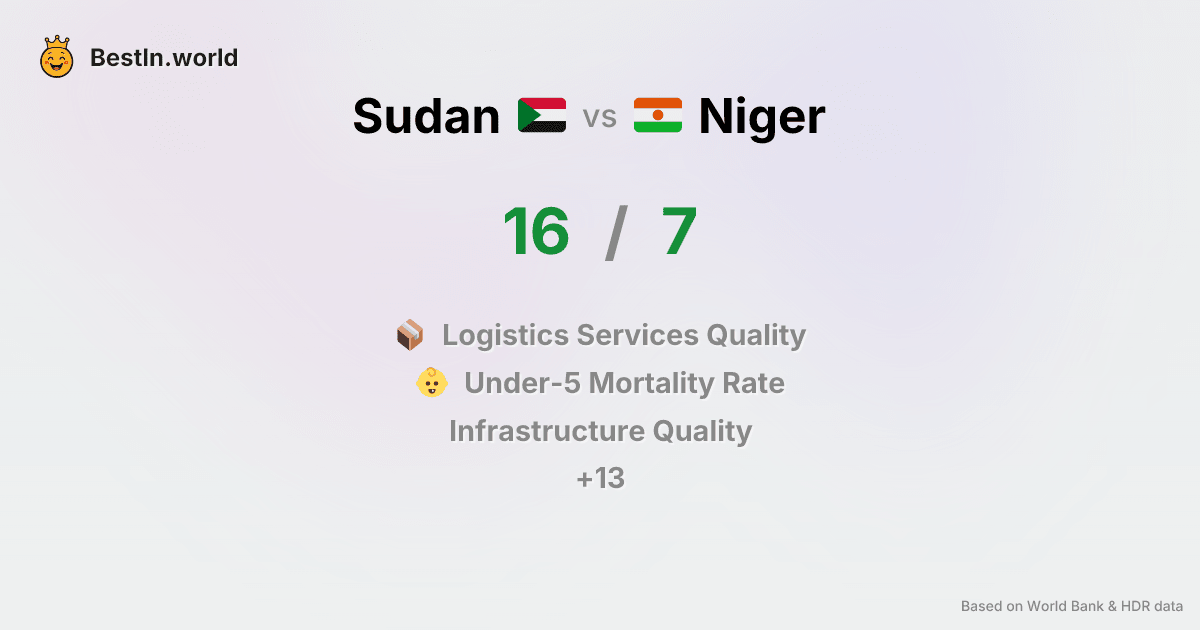 BestIn.world
Sudan vs Niger
16 / 7
Logistics Services Quality
Under-5 Mortality Rate
Infrastructure Quality
+13
Based on World Bank & HDR data